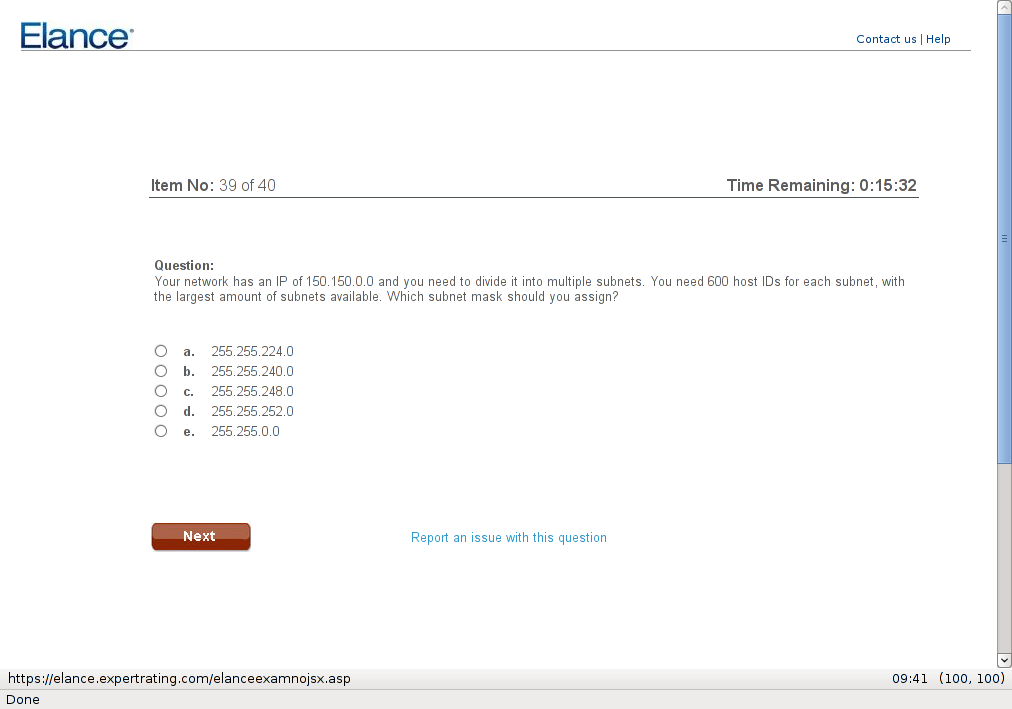 Elance
Contact us | Help
Item No: 39 of 40
Time Remaining: 0:15:32
Question:
Your network has an IP of 150.150.0.0 and you need to divide it into multiple subnets. You need 600 host IDs for each subnet, with
the largest amount of subnets available. Which subnet mask should you assign?
a. 255.255.224.0
b. 255.255.240.0
c. 255.255.248.0
d. 255.255.252.0
e. 255.255.0.0
Next
Report an issue with this question
https://elance.expertrating.com/elanceexamnojsx.asp
09:41 (100, 100)
Done